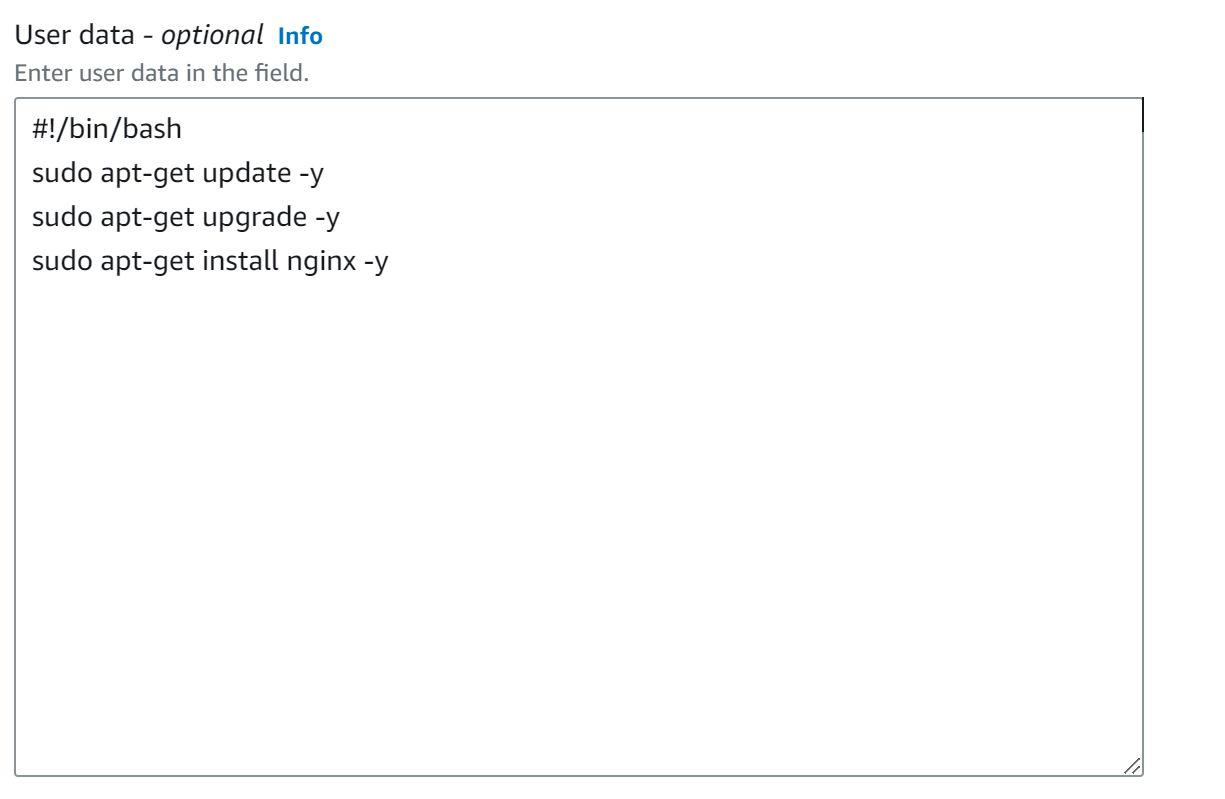 User data - optional Info
Enter user data in the field.
#!/bin/bash
sudo apt-get update -y
sudo apt-get upgrade -y
sudo apt-get install nginx -y